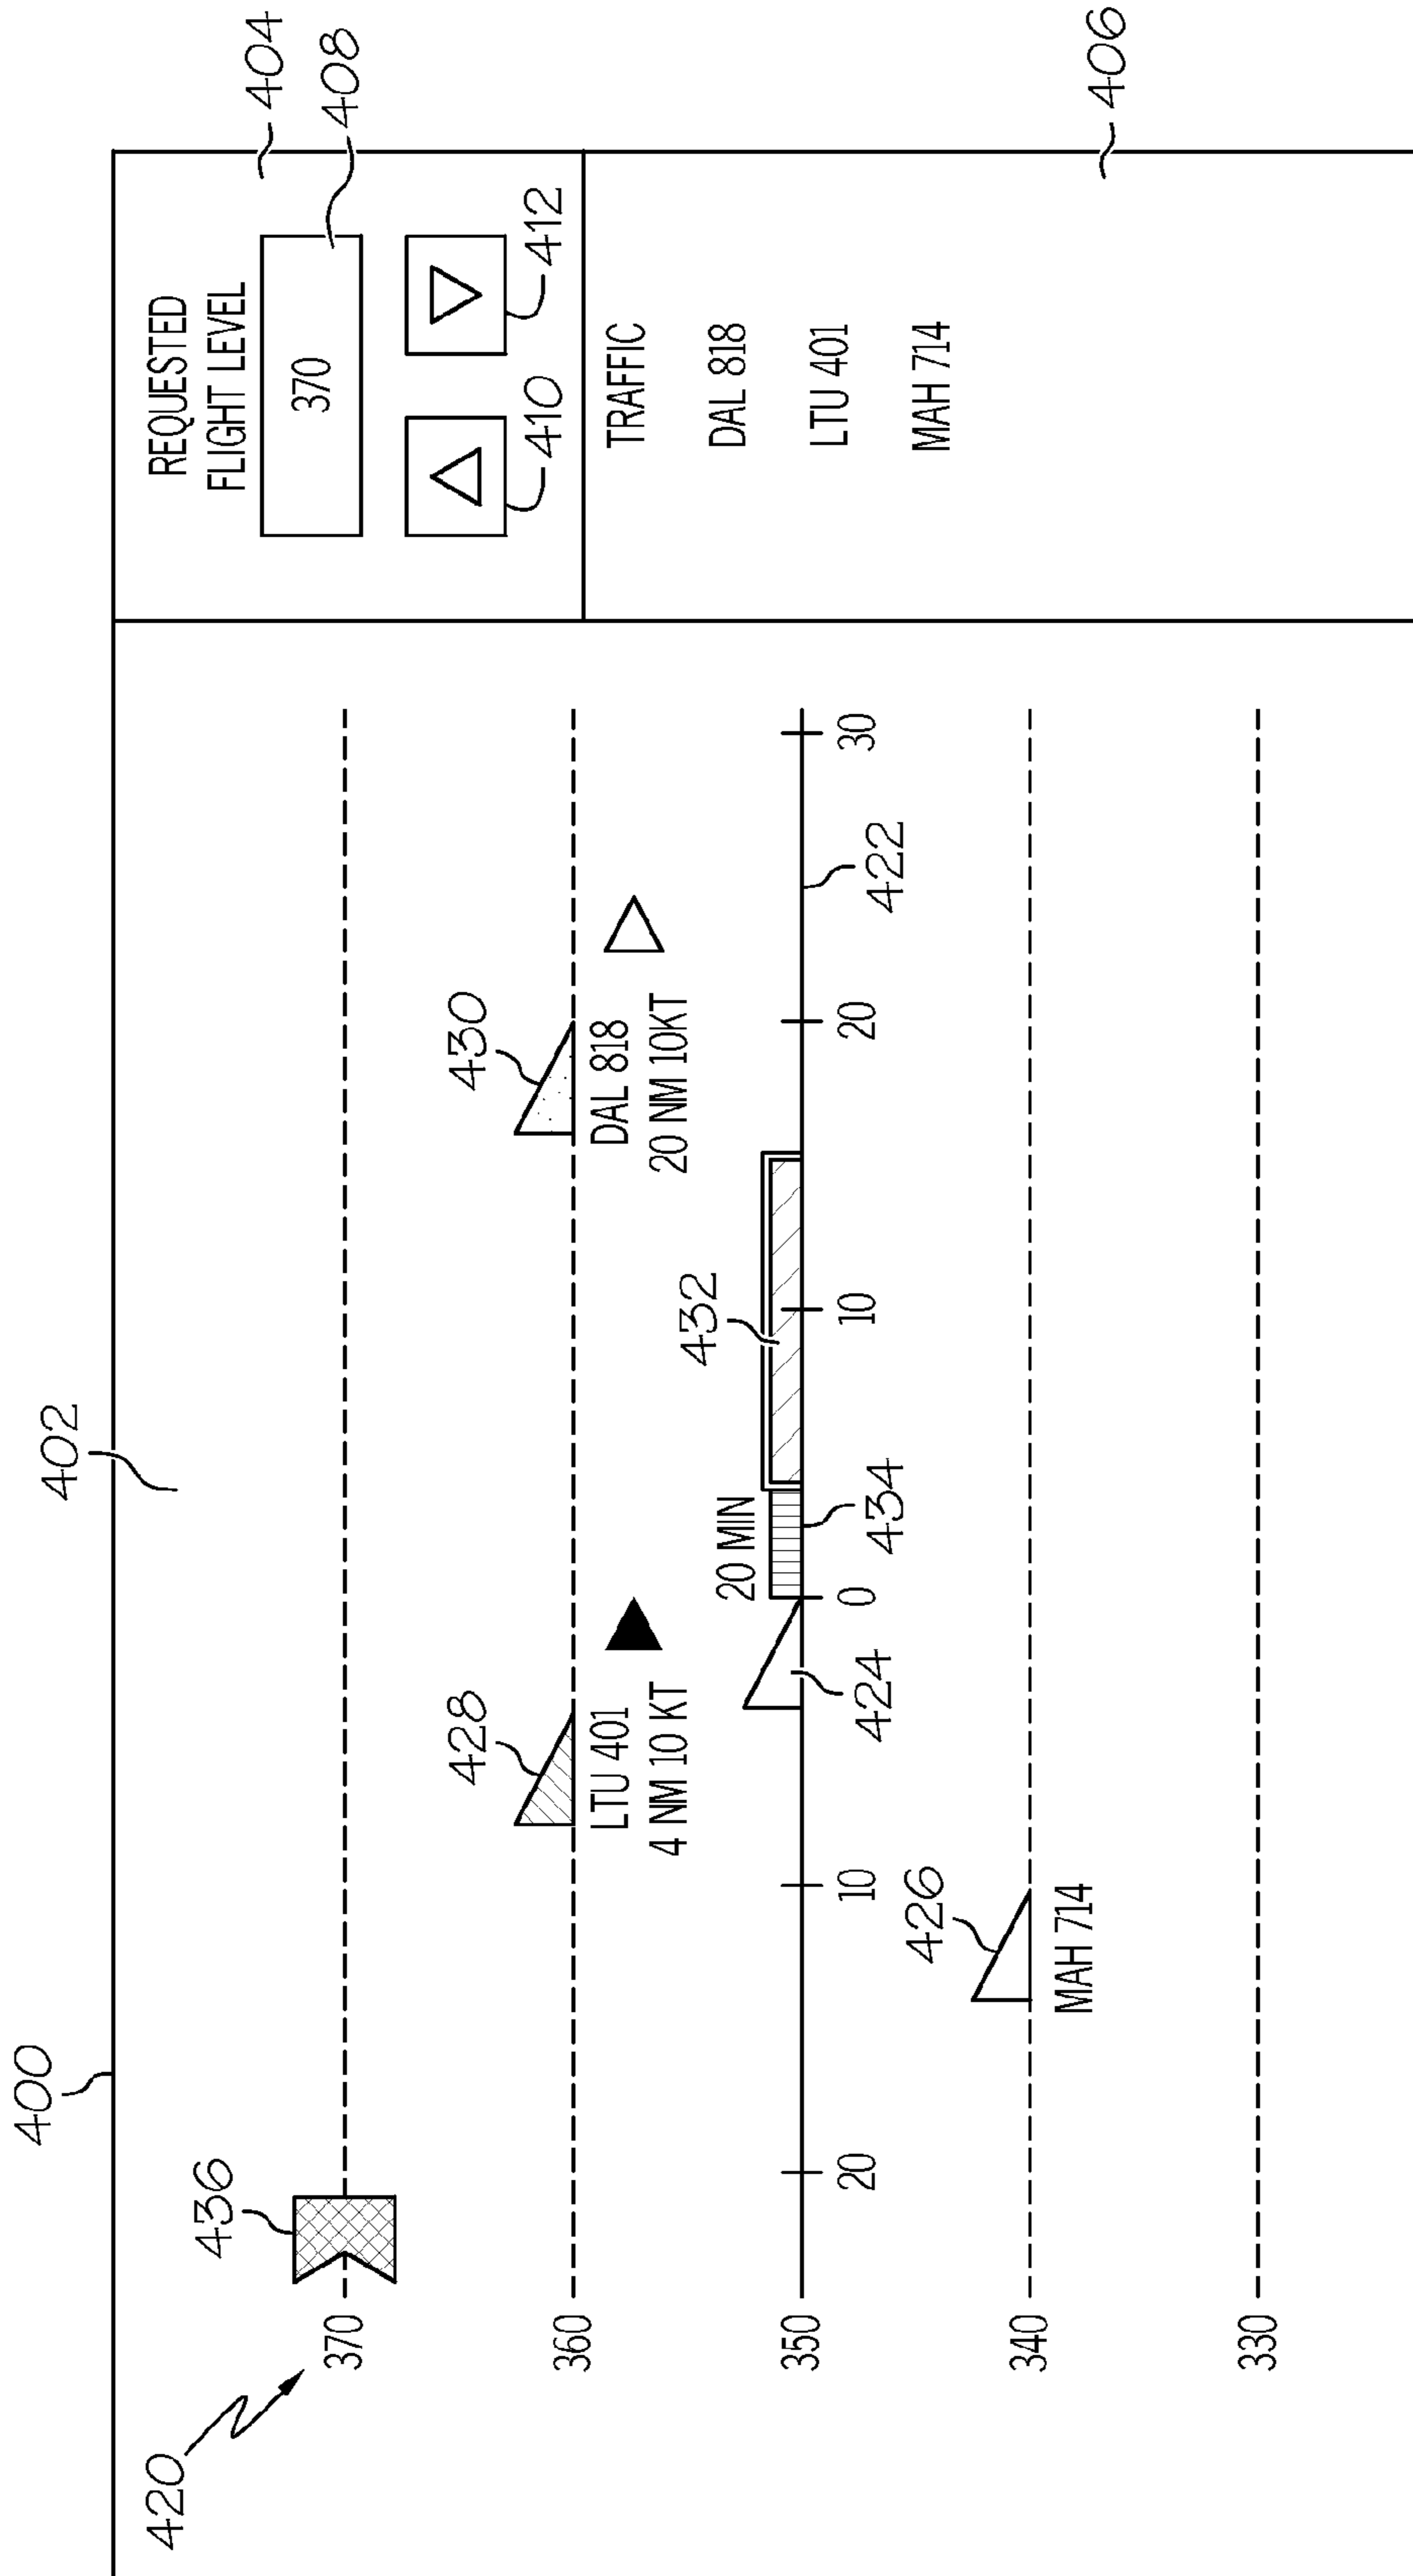 400
402
404
408
REQUESTED
FLIGHT LEVEL
370
410
412
406
TRAFFIC
DAL 818
LTU 401
MAH 714
420
436
370
360
428
LTU 401
4 NM 10 KT
430
DAL 818
20 NM 10KT
350
20 MIN
432
424
434
422
20
10
0
10
20
30
340
426
MAH 714
330